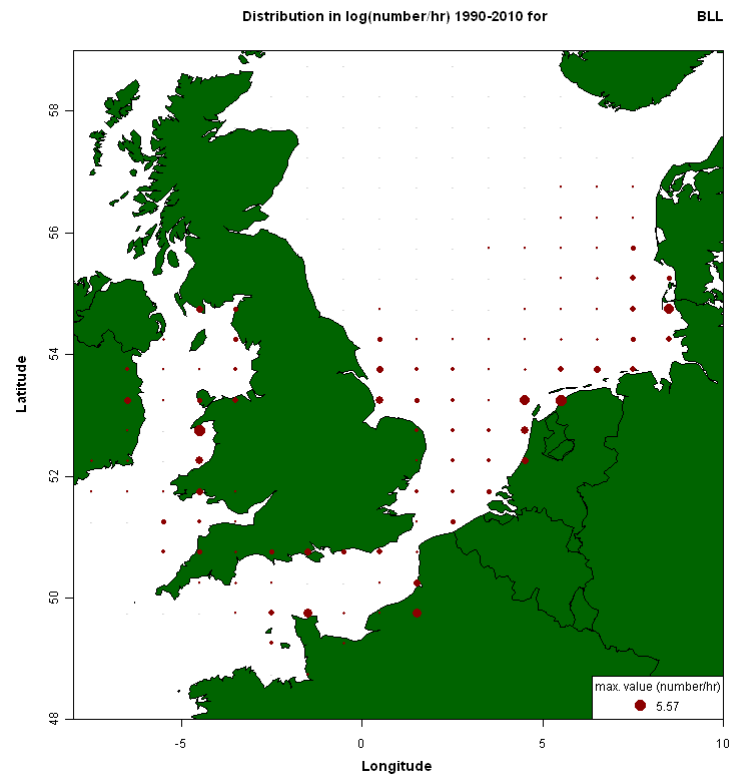 Distribution in log(number/hr) 1990-2010 for BLL
Latitude
58
56
54
52
50
48
-5
0
5
10
Longitude
max. value (number/hr)
5.57